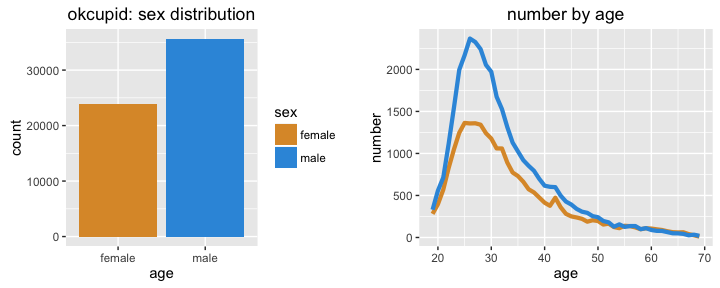 okcupid: sex distribution
30000
20000
10000
0
count
female
male
age
sex
female
male
number by age
2000
1500
1000
500
0
number
20
30
40
50
60
70
age